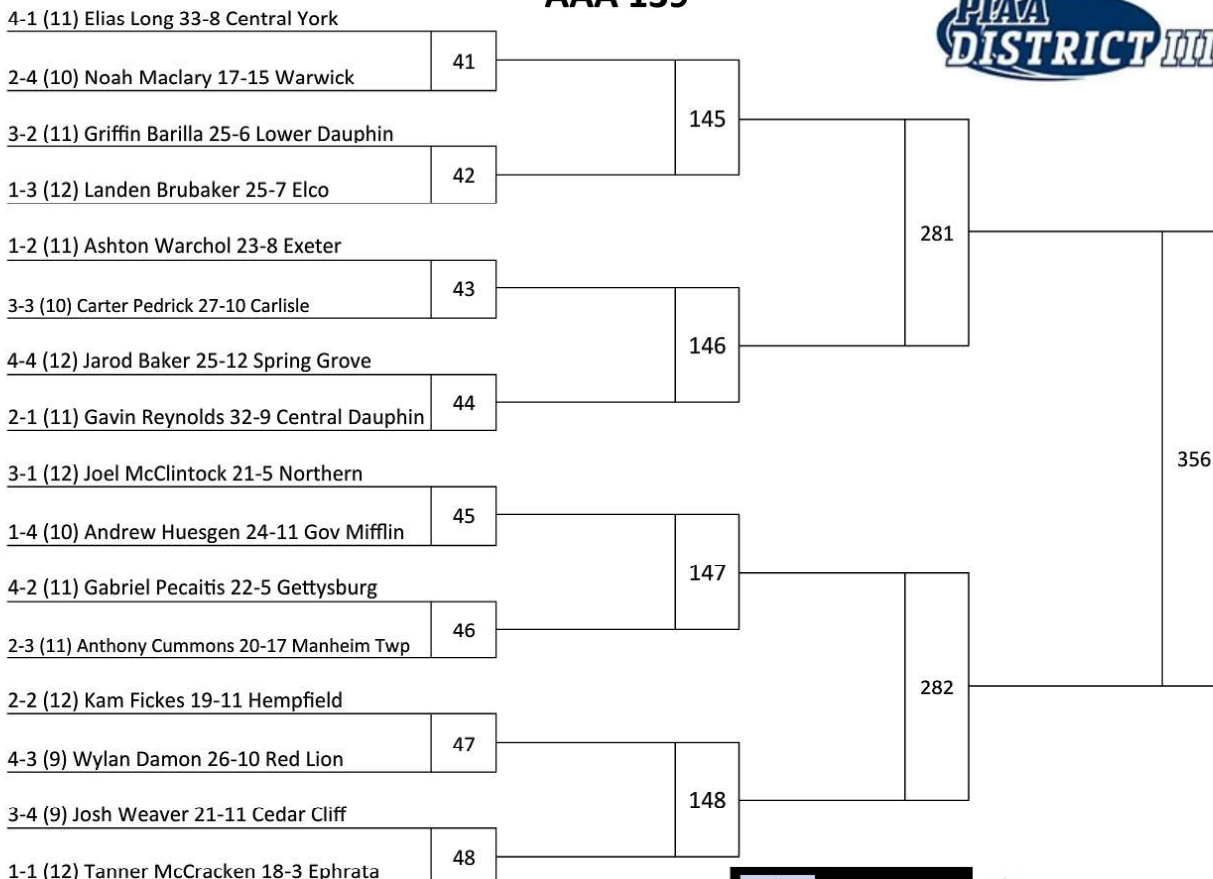 AAA 139
PIAA
DISTRICT III
4-1 (11) Elias Long 33-8 Central York
41
2-4 (10) Noah Maclary 17-15 Warwick
145
3-2 (11) Griffin Barilla 25-6 Lower Dauphin
42
1-3 (12) Landen Brubaker 25-7 Elco
281
1-2 (11) Ashton Warchol 23-8 Exeter
43
3-3 (10) Carter Pedrick 27-10 Carlisle
146
4-4 (12) Jarod Baker 25-12 Spring Grove
44
2-1 (11) Gavin Reynolds 32-9 Central Dauphin
356
3-1 (12) Joel McClintock 21-5 Northern
45
1-4 (10) Andrew Huesgen 24-11 Gov Mifflin
147
4-2 (11) Gabriel Pecaitis 22-5 Gettysburg
46
2-3 (11) Anthony Cummons 20-17 Manheim Twp
282
2-2 (12) Kam Fickes 19-11 Hempfield
47
4-3 (9) Wylan Damon 26-10 Red Lion
148
3-4 (9) Josh Weaver 21-11 Cedar Cliff
48
1-1 (12) Tanner McCracken 18-3 Ephrata